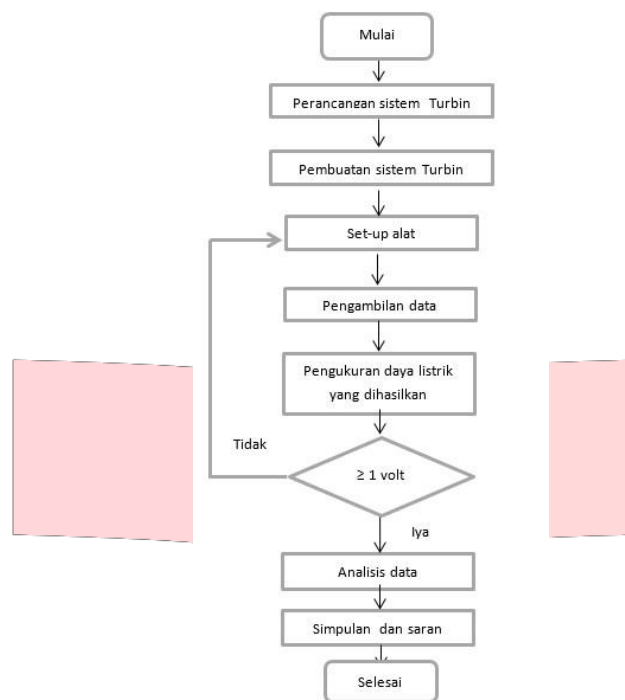 Mulai
Perancangan sistem Turbin
Pembuatan sistem Turbin
Set-up alat
Pengambilan data
Pengukuran daya listrik
yang dihasilkan
Tidak
≥ 1 volt
Iya
Analisis data
Simpulan dan saran
Selesai